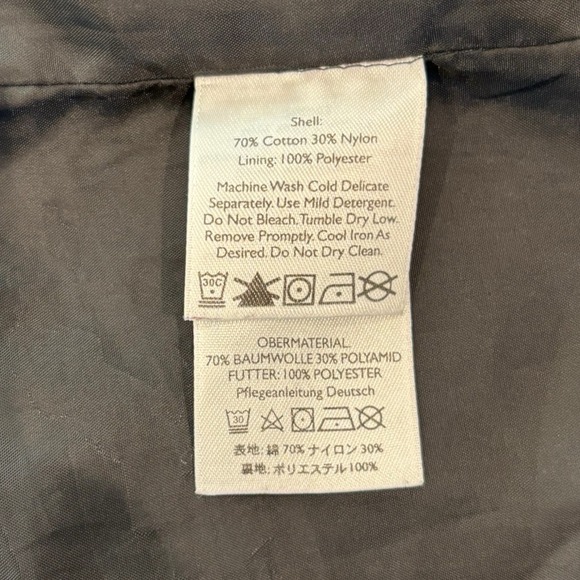 Shell:
70% Cotton 30% Nylon
Lining: 100% Polyester
Machine Wash Cold Delicate
Separately. Use Mild Detergent.
Do Not Bleach. Tumble Dry Low.
Remove Promptly. Cool Iron As
Desired. Do Not Dry Clean.
30C
OBERMATERIAL.
70% BAUMWOLLE 30% POLYAMID
FUTTER: 100% POLYESTER
Pflegeanleitung Deutsch
30
表地: 綿 70% ナイロン 30%
裏地: ポリエステル 100%